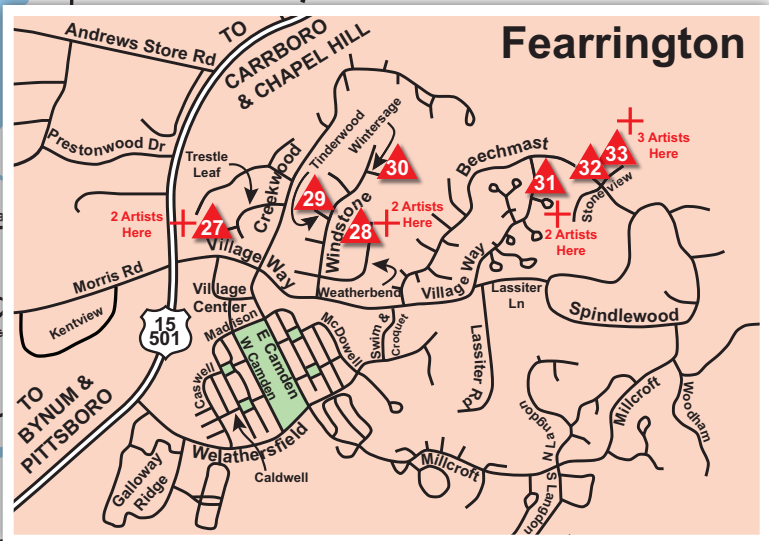 Fearrington
Andrews Store Rd
TO
CARRBORO
& CHAPEL HILL
Prestonwood Dr
Trestle
Leaf
Creekwood
Tinderwood
Wintersage
Beechmast
3 Artists
Here
33
32
31
30
29
28
27
Stoneview
2 Artists
Here
2 Artists
Here
2 Artists
Here
Windstone
Village Way
Morris Rd
Kentview
15
501
Village
Center
Weatherbend
Village Way
Lassiter
Ln
Spindlewood
Madison
E Camden
W Camden
McDowell
Swim &
Croquet
Lassiter Rd
Caswell
TO
BYNUM &
PITTSBORO
Weathersfield
Caldwell
Galloway
Ridge
Millcroft
N Langdon
S Langdon
Millcroft
Woodham